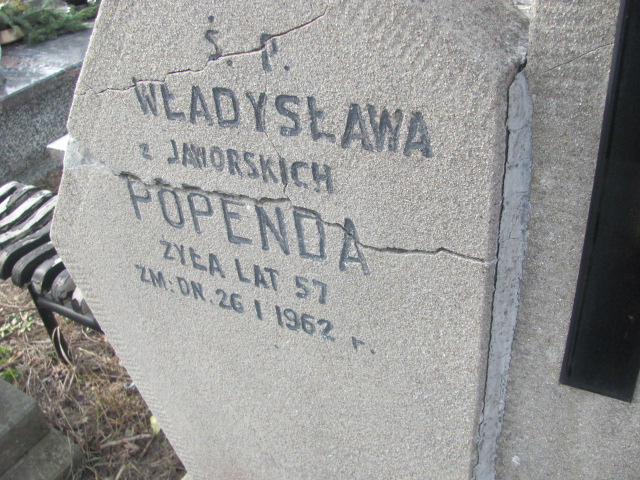 Ś. P.
WŁADYSŁAWA
z JAWORSKICH
POPENDA
ŻYŁA LAT 57
ZM: DN. 26 I 1962 r.